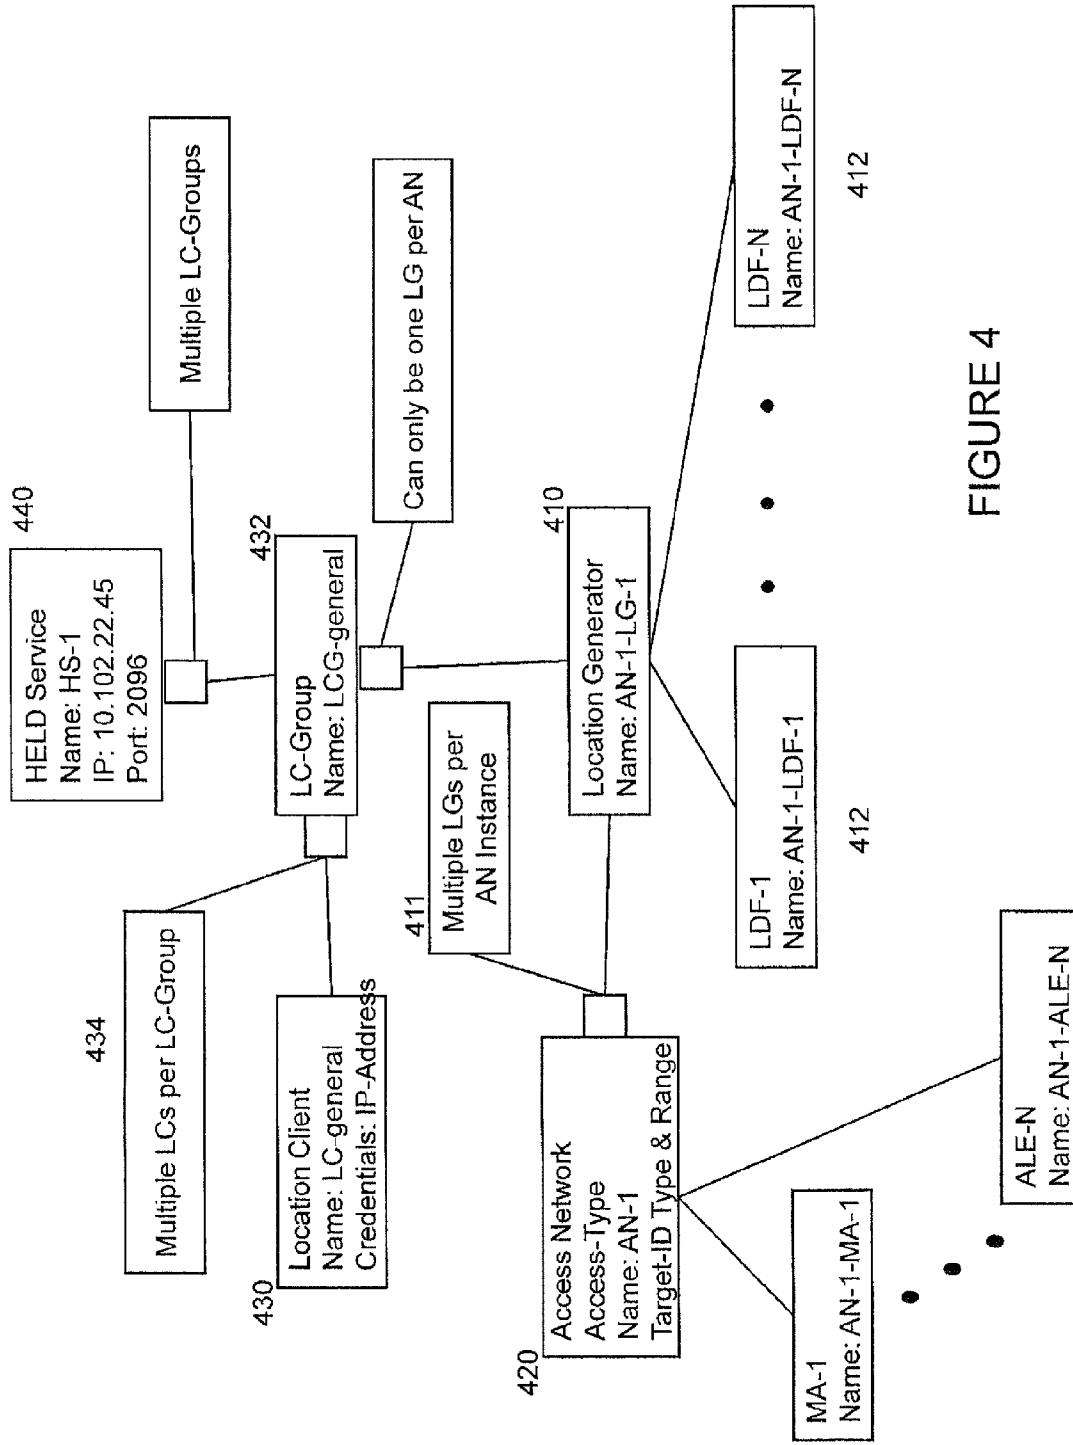 440
HELD Service
Name: HS-1
IP: 10.102.22.45
Port: 2096
Multiple LC-Groups
434
Multiple LCs per LC-Group
432
LC-Group
Name: LCG-general
430
Location Client
Name: LC-general
Credentials: IP-Address
Can only be one LG per AN
411
Multiple LGs per
AN Instance
410
Location Generator
Name: AN-1-LG-1
420
Access Network
Access-Type
Name: AN-1
Target-ID Type & Range
LDF-1
Name: AN-1-LDF-1
412
LDF-N
Name: AN-1-LDF-N
412
MA-1
Name: AN-1-MA-1
ALE-N
Name: AN-1-ALE-N
FIGURE 4